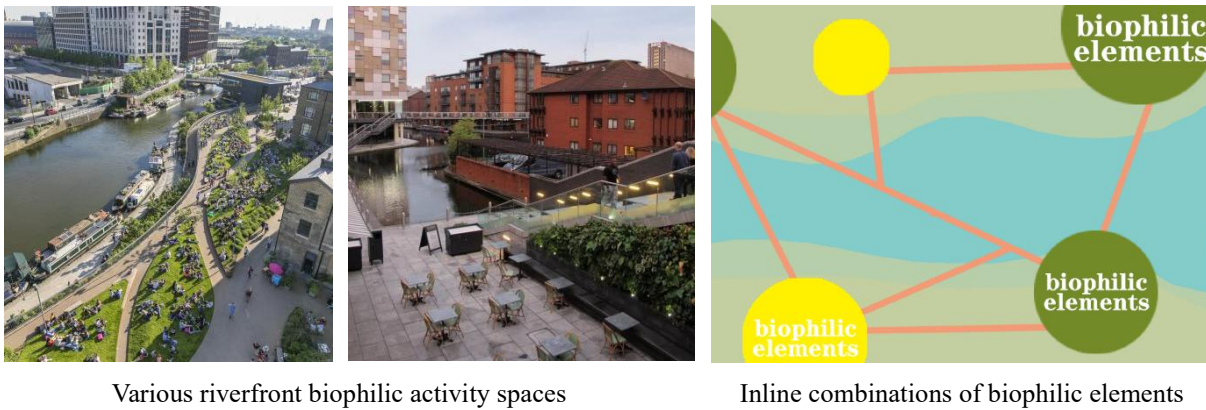 biophilic
elements
biophilic
elements
biophilic
elements
Various riverfront biophilic activity spaces
Inline combinations of biophilic elements